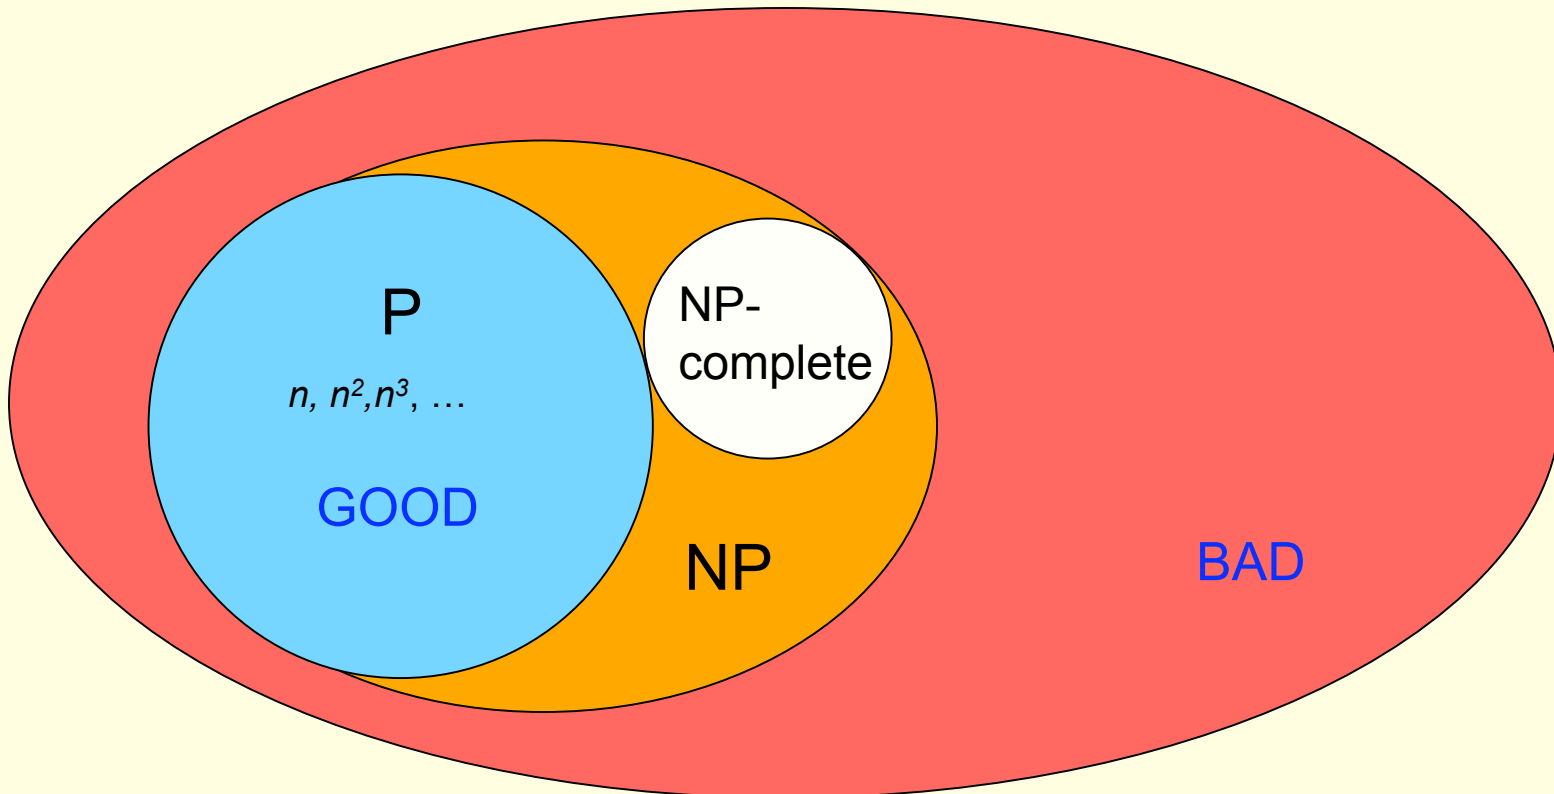 P
n, n²,n³, …
GOOD
NP-
complete
NP
BAD